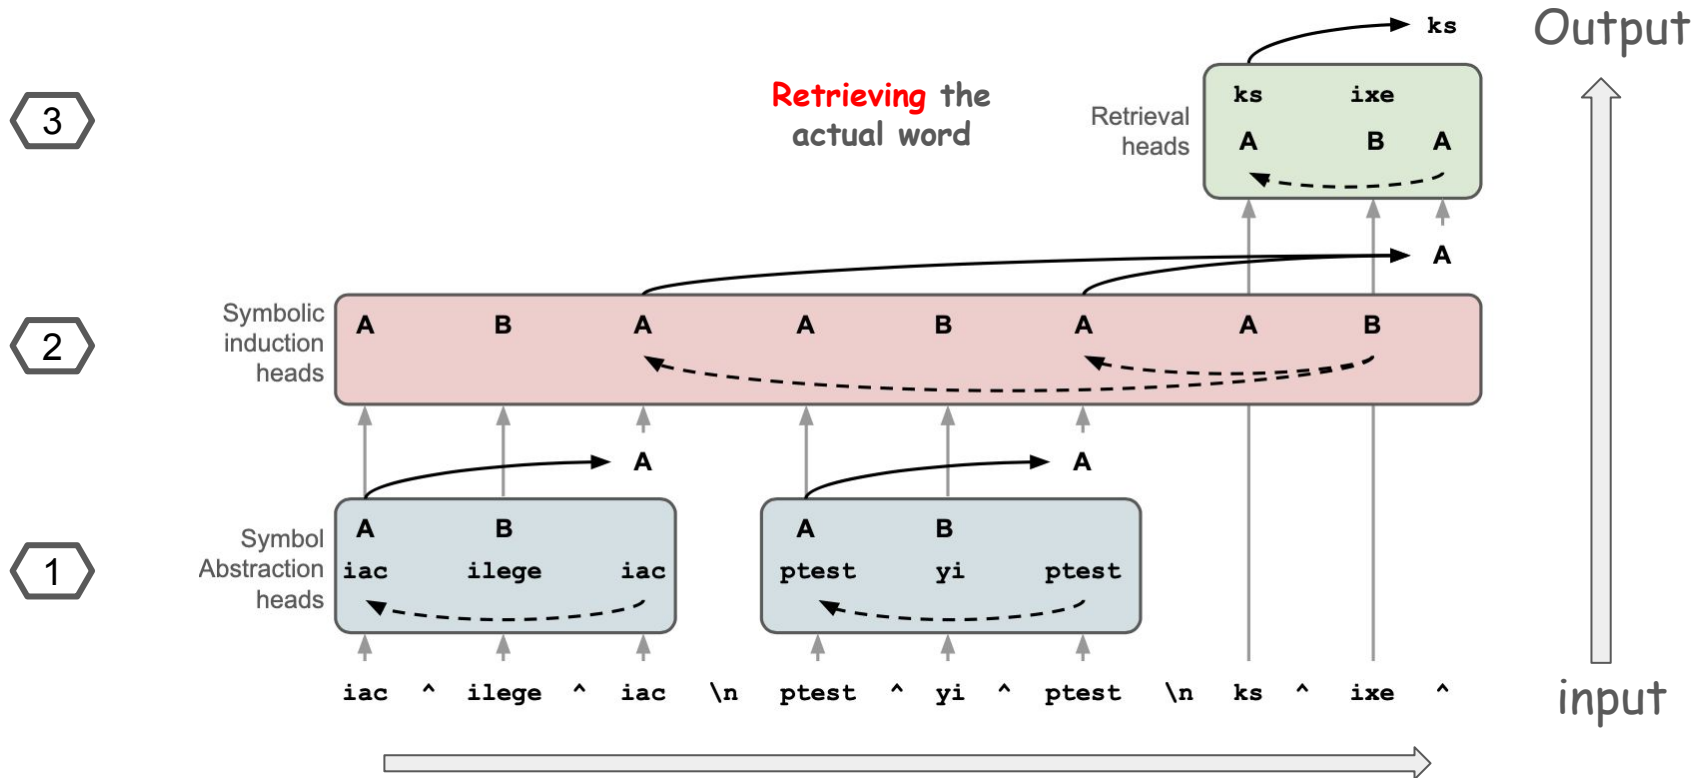 ks
Output
3
Retrieving the
actual word
Retrieval
heads
ks ixe
A B A
A
2
Symbolic
induction
heads
A B A A B A A B
A A
1
Symbol
Abstraction
heads
A B
iac ilege iac
A B
ptest yi ptest
iac ^ ilege ^ iac \n ptest ^ yi ^ ptest \n ks ^ ixe ^
input